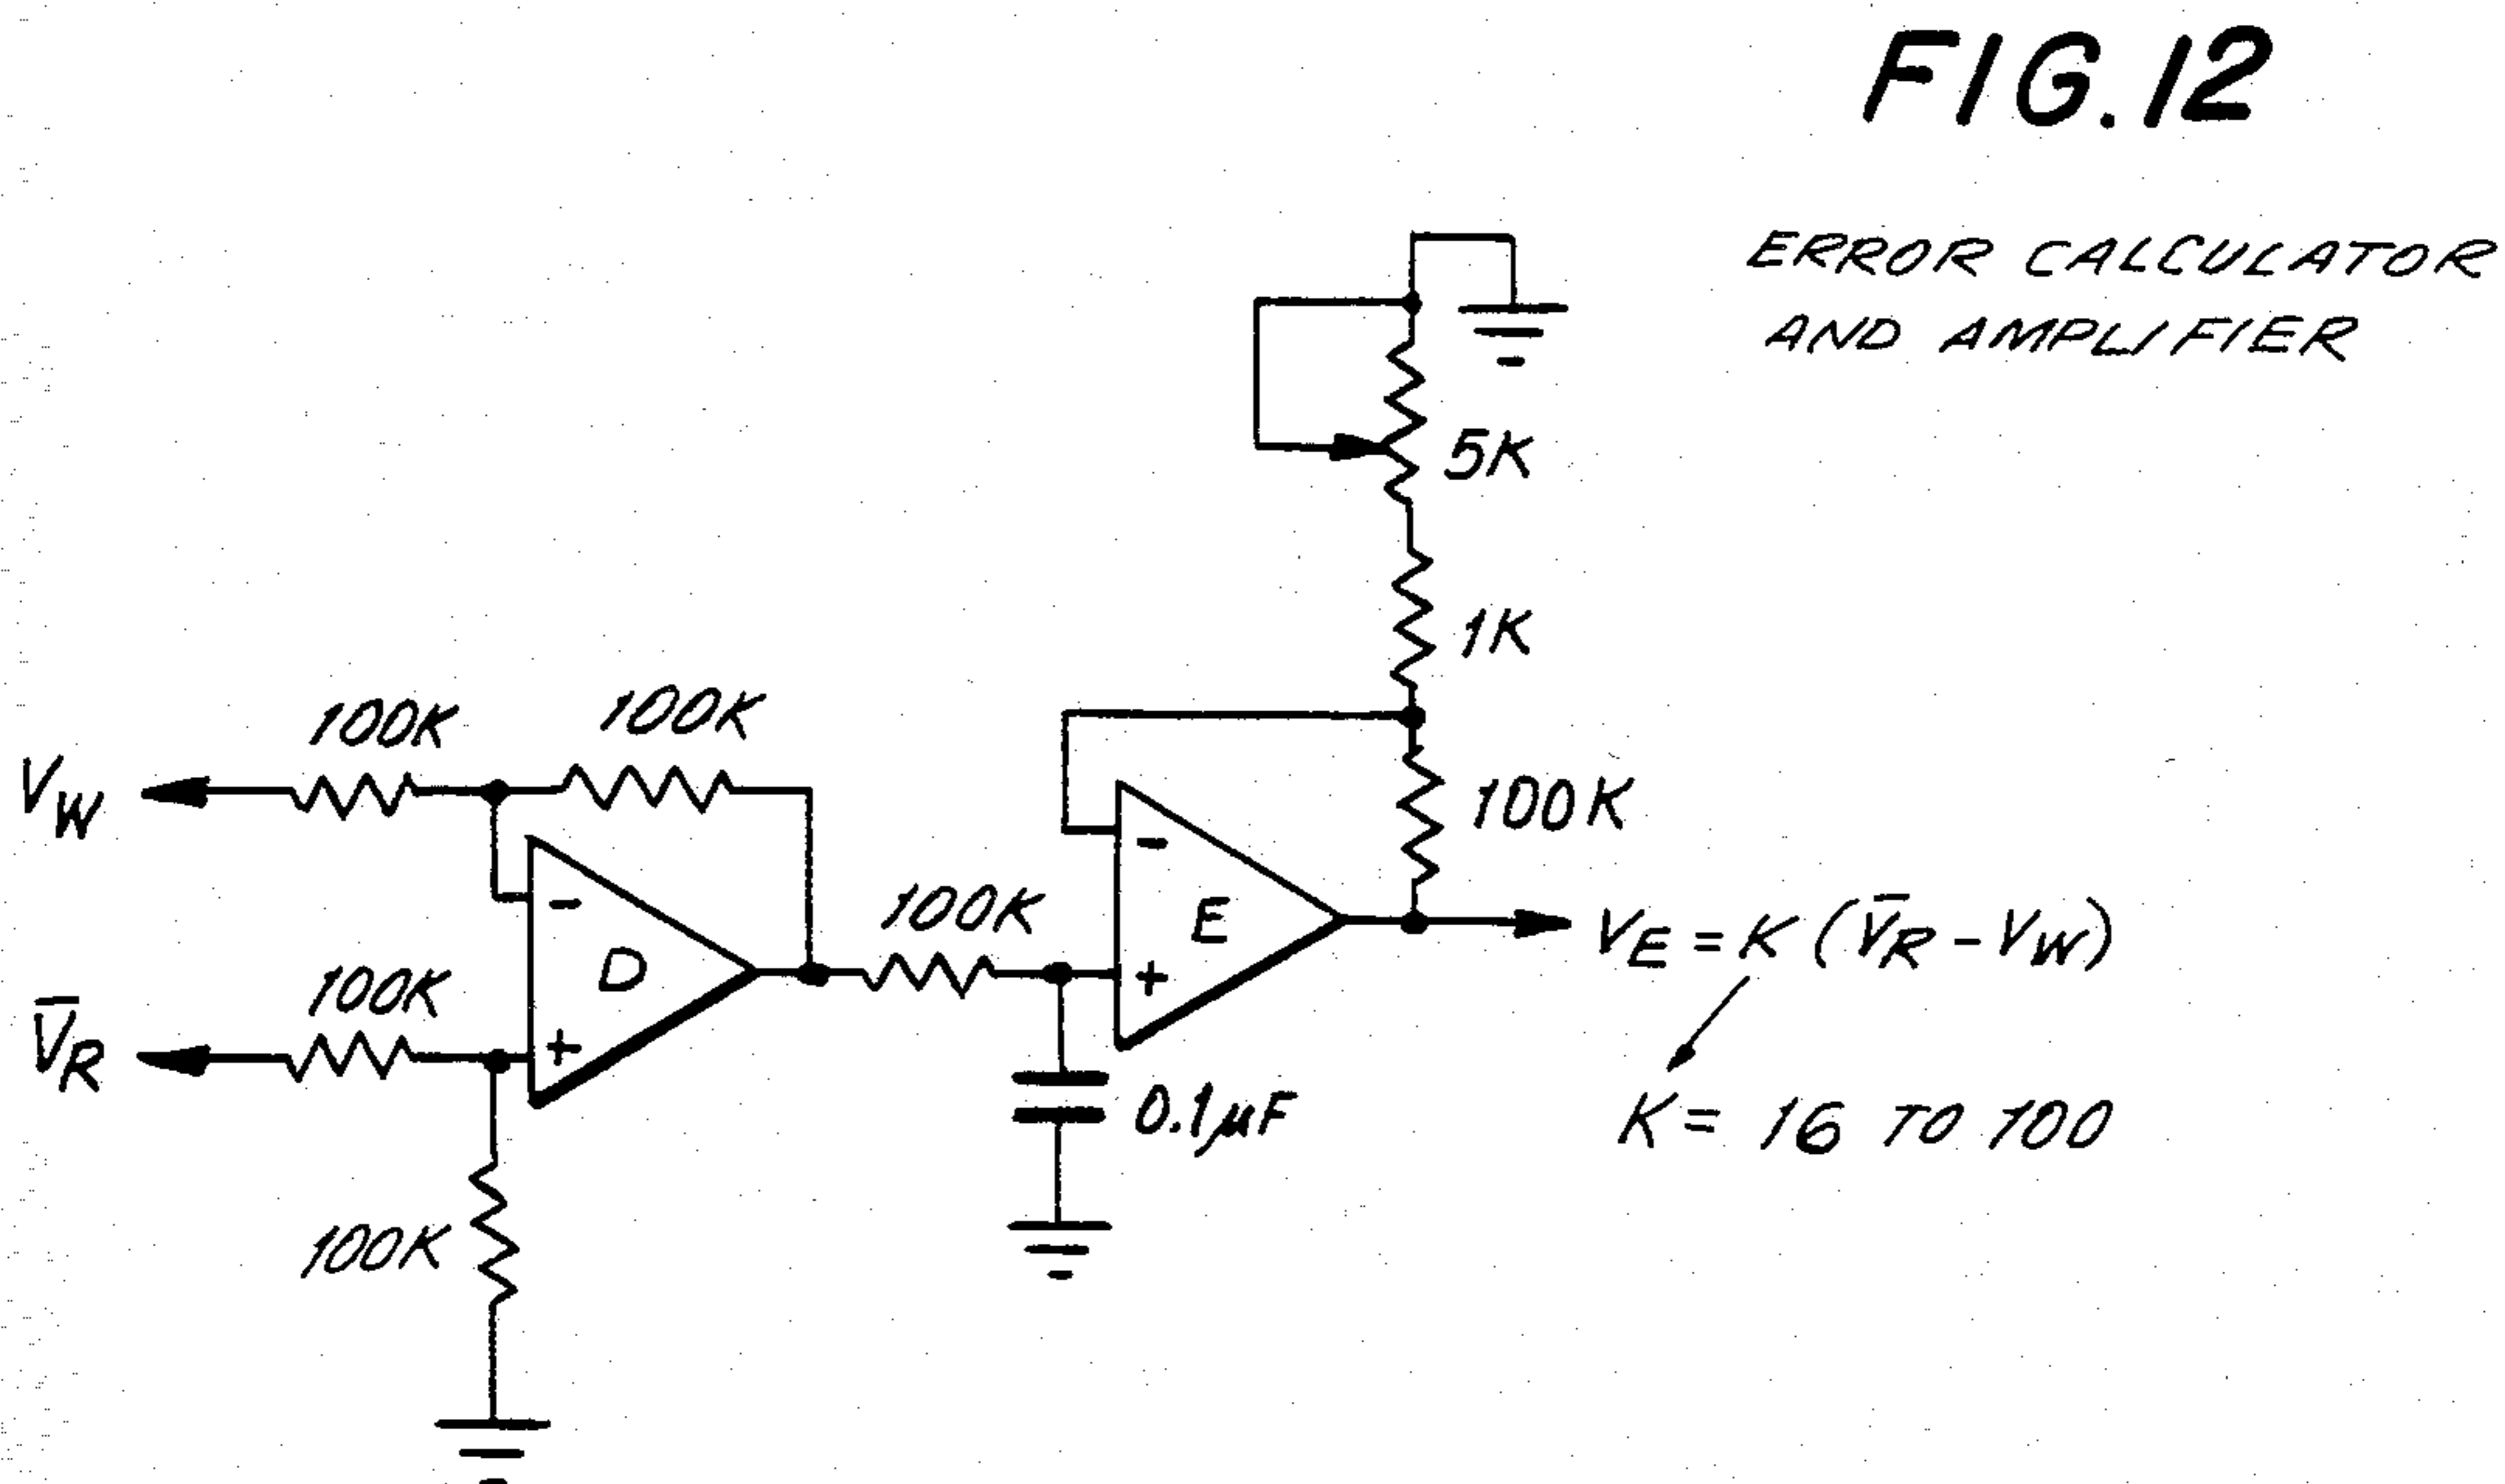 FIG.12
ERROR CALCULATOR
AND AMPLIFIER
5K
1K
100K
100K
100K
V_W
-
100K
-
E
V_E = K (V̄_R - V_W)
D
100K
+
V̄_R
+
0.1μF
K = 16 TO 100
100K